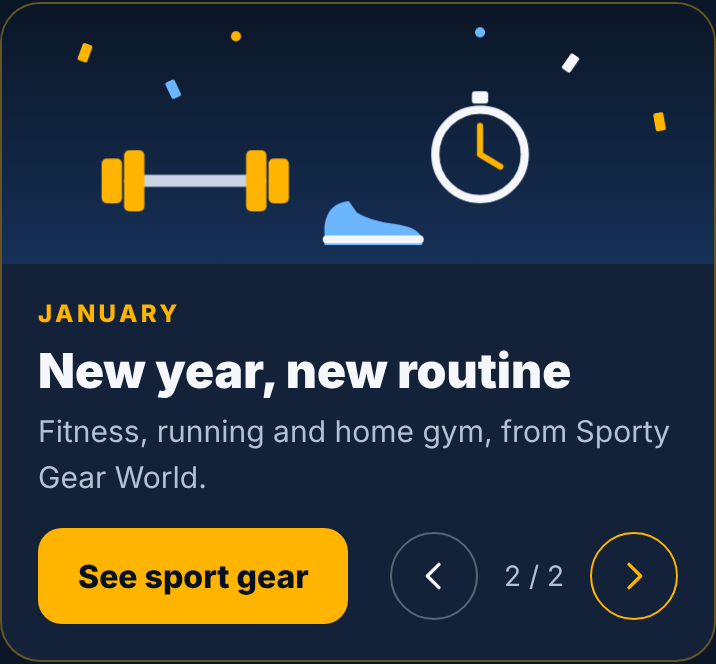 JANUARY
New year, new routine
Fitness, running and home gym, from Sporty
Gear World.
See sport gear
2 / 2